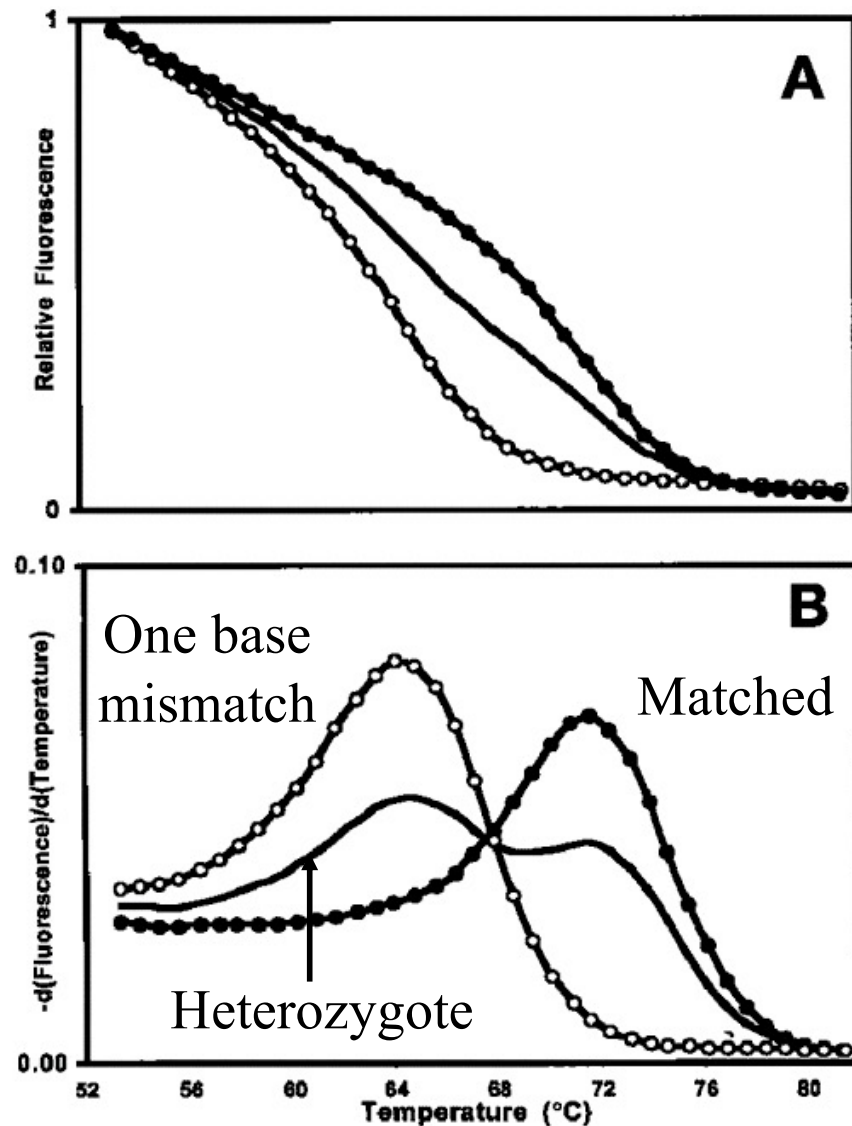 1
A
Relative Fluorescence
0
0.10
B
One base
mismatch
Matched
-d(Fluorescence)/d(Temperature)
Heterozygote
0.00
52 56 60 64 68 72 76 80
Temperature (°C)